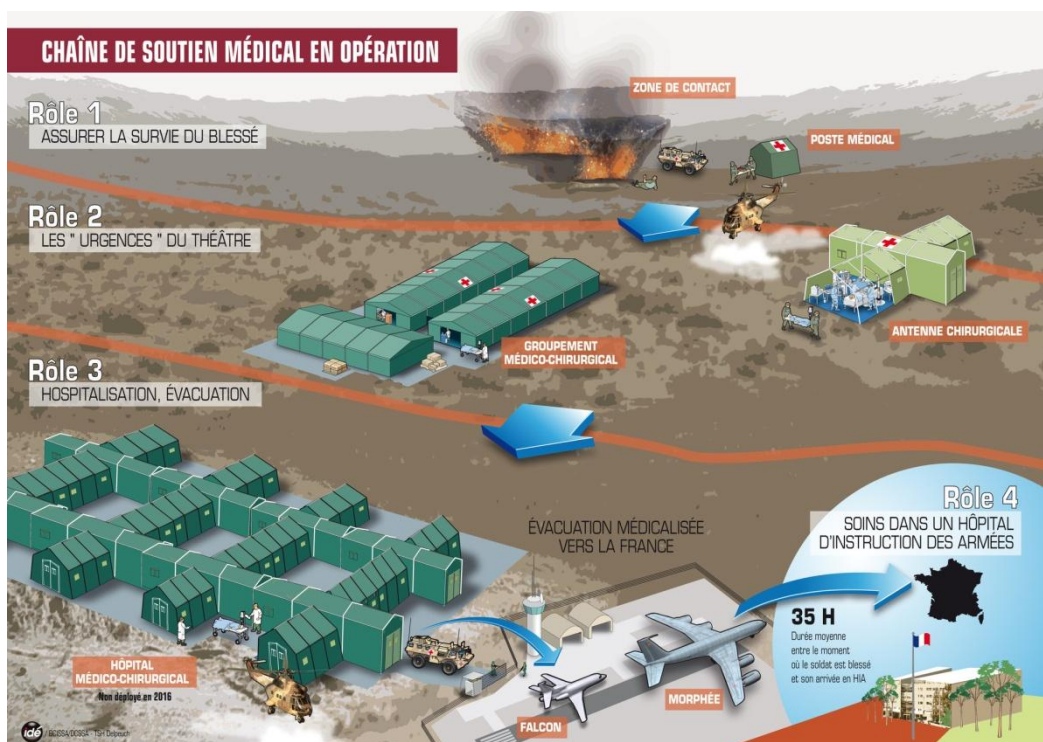 CHAÎNE DE SOUTIEN MÉDICAL EN OPÉRATION
ZONE DE CONTACT
Rôle 1
ASSURER LA SURVIE DU BLESSÉ
POSTE MÉDICAL
Rôle 2
LES " URGENCES " DU THÉÂTRE
ANTENNE CHIRURGICALE
GROUPEMENT
MÉDICO-CHIRURGICAL
Rôle 3
HOSPITALISATION, ÉVACUATION
ÉVACUATION MÉDICALISÉE
VERS LA FRANCE
Rôle 4
SOINS DANS UN HÔPITAL
D'INSTRUCTION DES ARMÉES
35 H
Durée moyenne
entre le moment
où le soldat est blessé
et son arrivée en HIA
HÔPITAL
MÉDICO-CHIRURGICAL
Non déployé en 2016
MORPHÉE
FALCON
idé